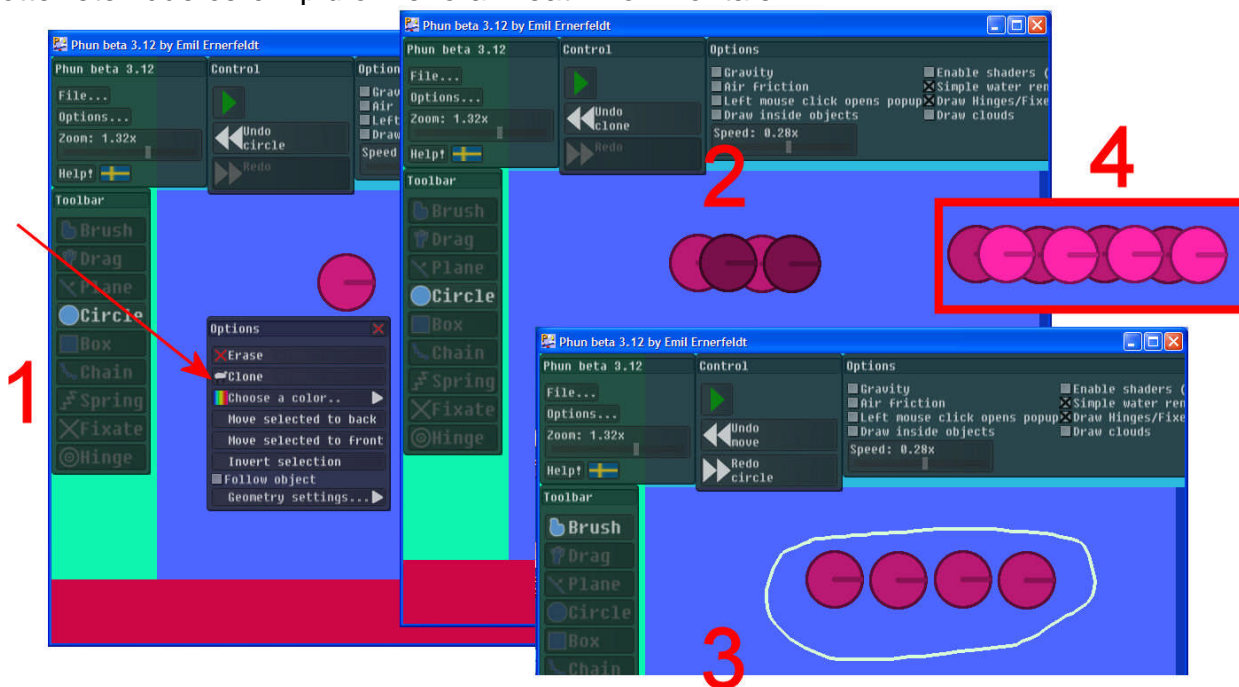 Phun beta 3.12 by Emil Ernerfeldt
Phun beta 3.12
File...
Options...
Zoom: 1.32x
Help!
Control
Undo
circle
Redo
Option
Grav
Air
Left
Draw
Speed
Toolbar
Brush
Drag
Plane
Circle
Box
Chain
Spring
Fixate
Hinge
Options
Erase
Clone
Choose a color..
Move selected to back
Move selected to front
Invert selection
Follow object
Geometry settings...
1
Phun beta 3.12 by Emil Ernerfeldt
Phun beta 3.12
File...
Options...
Zoom: 1.32x
Help!
Control
Undo
clone
Redo
Options
Gravity
Air friction
Left mouse click opens popup
Draw inside objects
Speed: 0.28x
Enable shaders (
Simple water ren
Draw Hinges/Fixe
Draw clouds
Toolbar
Brush
Drag
Plane
Circle
Box
Chain
Spring
Fixate
Hinge
2
4
Phun beta 3.12 by Emil Ernerfeldt
Phun beta 3.12
File...
Options...
Zoom: 1.32x
Help!
Control
Undo
move
Redo
circle
Options
Gravity
Air friction
Left mouse click opens popup
Draw inside objects
Speed: 0.28x
Enable shaders (
Simple water ren
Draw Hinges/Fixe
Draw clouds
Toolbar
Brush
Drag
Plane
Circle
Box
Chain
3